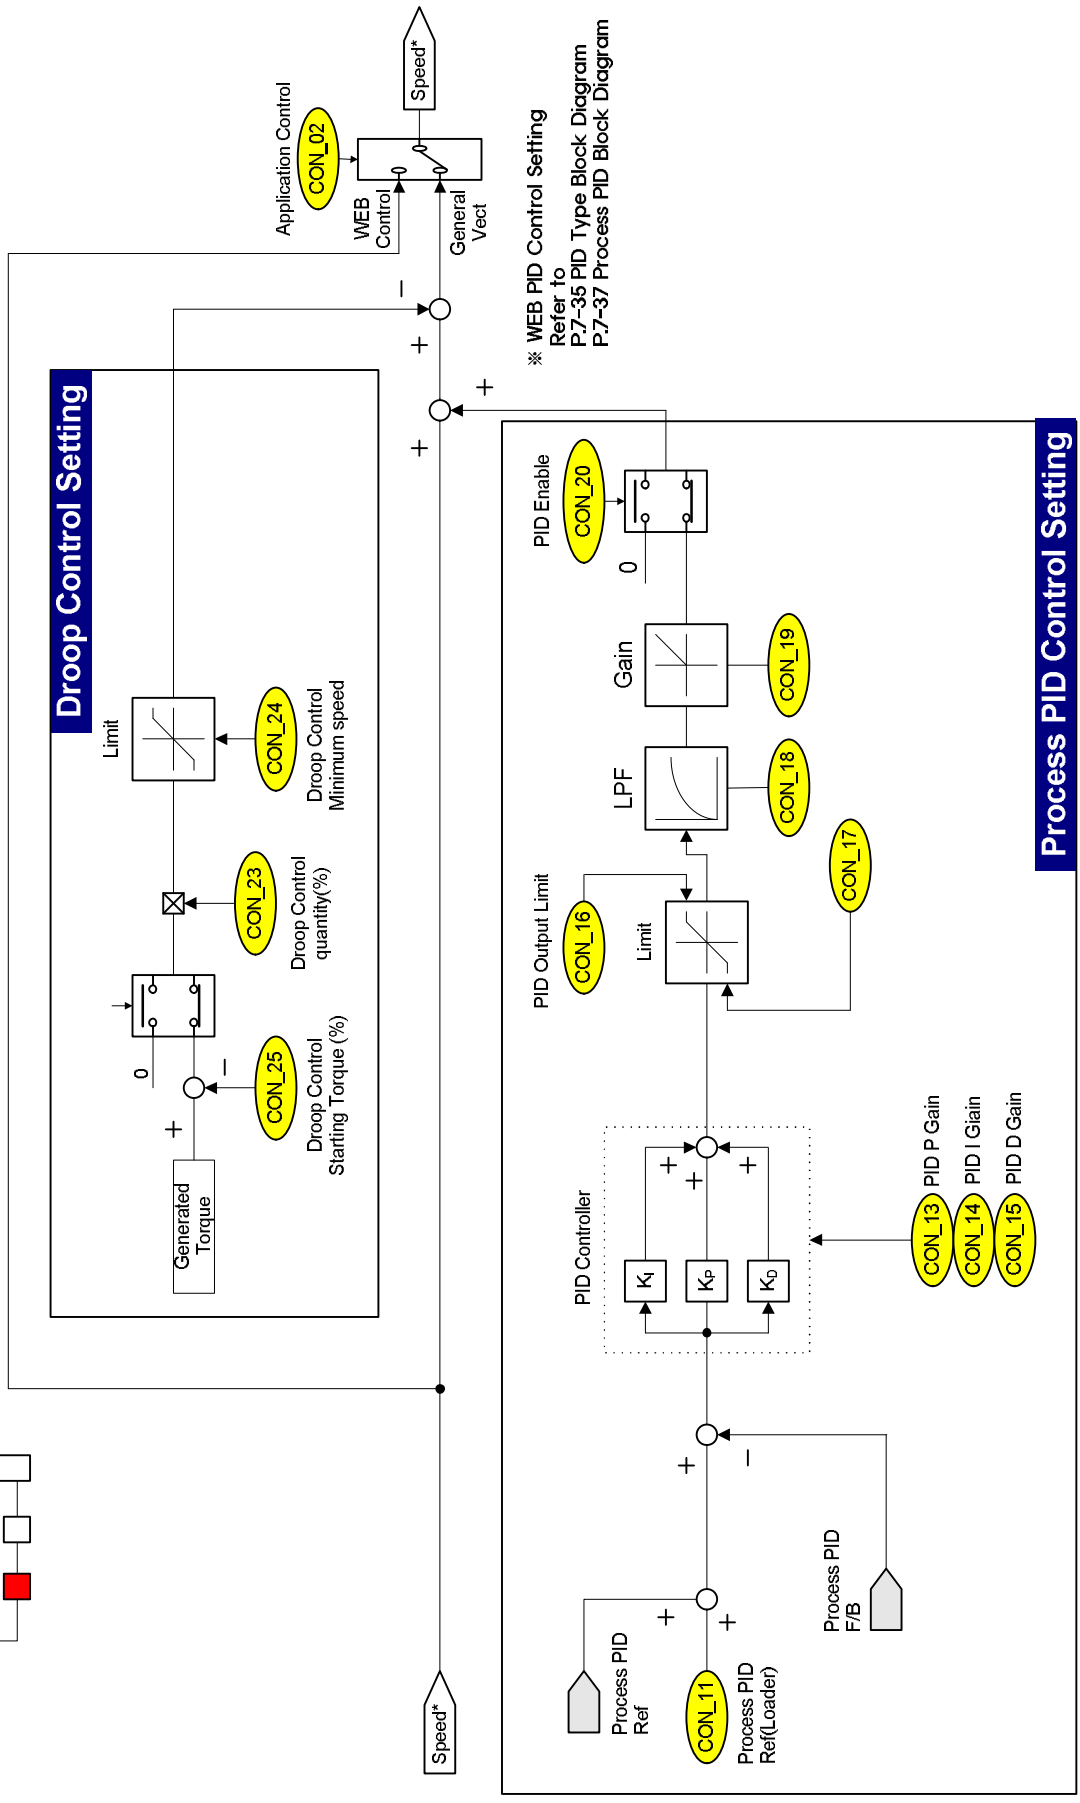 Droop Control Setting
Generated
Torque
+
−
CON_25
Droop Control
Starting Torque (%)
0
CON_23
Droop Control
quantity(%)
Limit
CON_24
Droop Control
Minimum speed
Speed*
+
+
+
−
Application Control
CON_02
WEB
Control
General
Vect
Speed*
※ WEB PID Control Setting
Refer to
P.7-35 PID Type Block Diagram
P.7-37 Process PID Block Diagram
Process PID Control Setting
Process PID
Ref
CON_11
Process PID
Ref(Loader)
+
+
Process PID
F/B
+
−
PID Controller
KI
KP
KD
+
+
+
CON_13 PID P Gain
CON_14 PID I Giain
CON_15 PID D Gain
PID Output Limit
CON_16
Limit
CON_17
LPF
CON_18
Gain
CON_19
0
PID Enable
CON_20